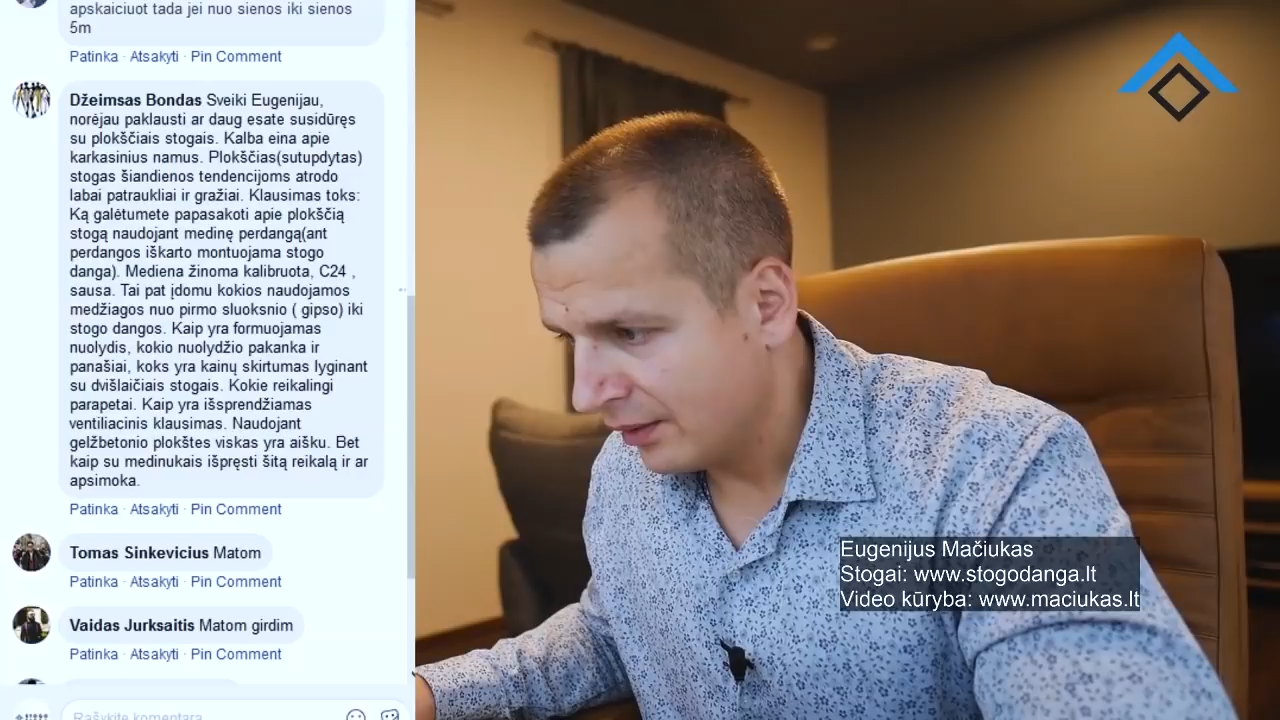 apskaiciuot tada jei nuo sienos iki sienos
5m
Patinka · Atsakyti · Pin Comment
Džeimsas Bondas Sveiki Eugenijau,
norėjau paklausti ar daug esate susidūręs
su plokščiais stogais. Kalba eina apie
karkasinius namus. Plokščias(sutupdytas)
stogas šiandienos tendencijoms atrodo
labai patraukliai ir gražiai. Klausimas toks:
Ką galėtumete papasakoti apie plokščią
stogą naudojant medinę perdangą(ant
perdangos iškarto montuojama stogo
danga). Mediena žinoma kalibruota, C24 ,
sausa. Tai pat įdomu kokios naudojamos
medžiagos nuo pirmo sluoksnio ( gipso) iki
stogo dangos. Kaip yra formuojamas
nuolydis, kokio nuolydžio pakanka ir
panašiai, koks yra kainų skirtumas lyginant
su dvišlaičiais stogais. Kokie reikalingi
parapetai. Kaip yra išsprendžiamas
ventiliacinis klausimas. Naudojant
gelžbetonio plokštes viskas yra aišku. Bet
kaip su medinukais išpręsti šitą reikalą ir ar
apsimoka.
Patinka · Atsakyti · Pin Comment
Tomas Sinkevicius Matom
Patinka · Atsakyti · Pin Comment
Vaidas Jurksaitis Matom girdim
Patinka · Atsakyti · Pin Comment
Rašykite komentarą
Eugenijus Mačiukas
Stogai: www.stogodanga.lt
Video kūryba: www.maciukas.lt